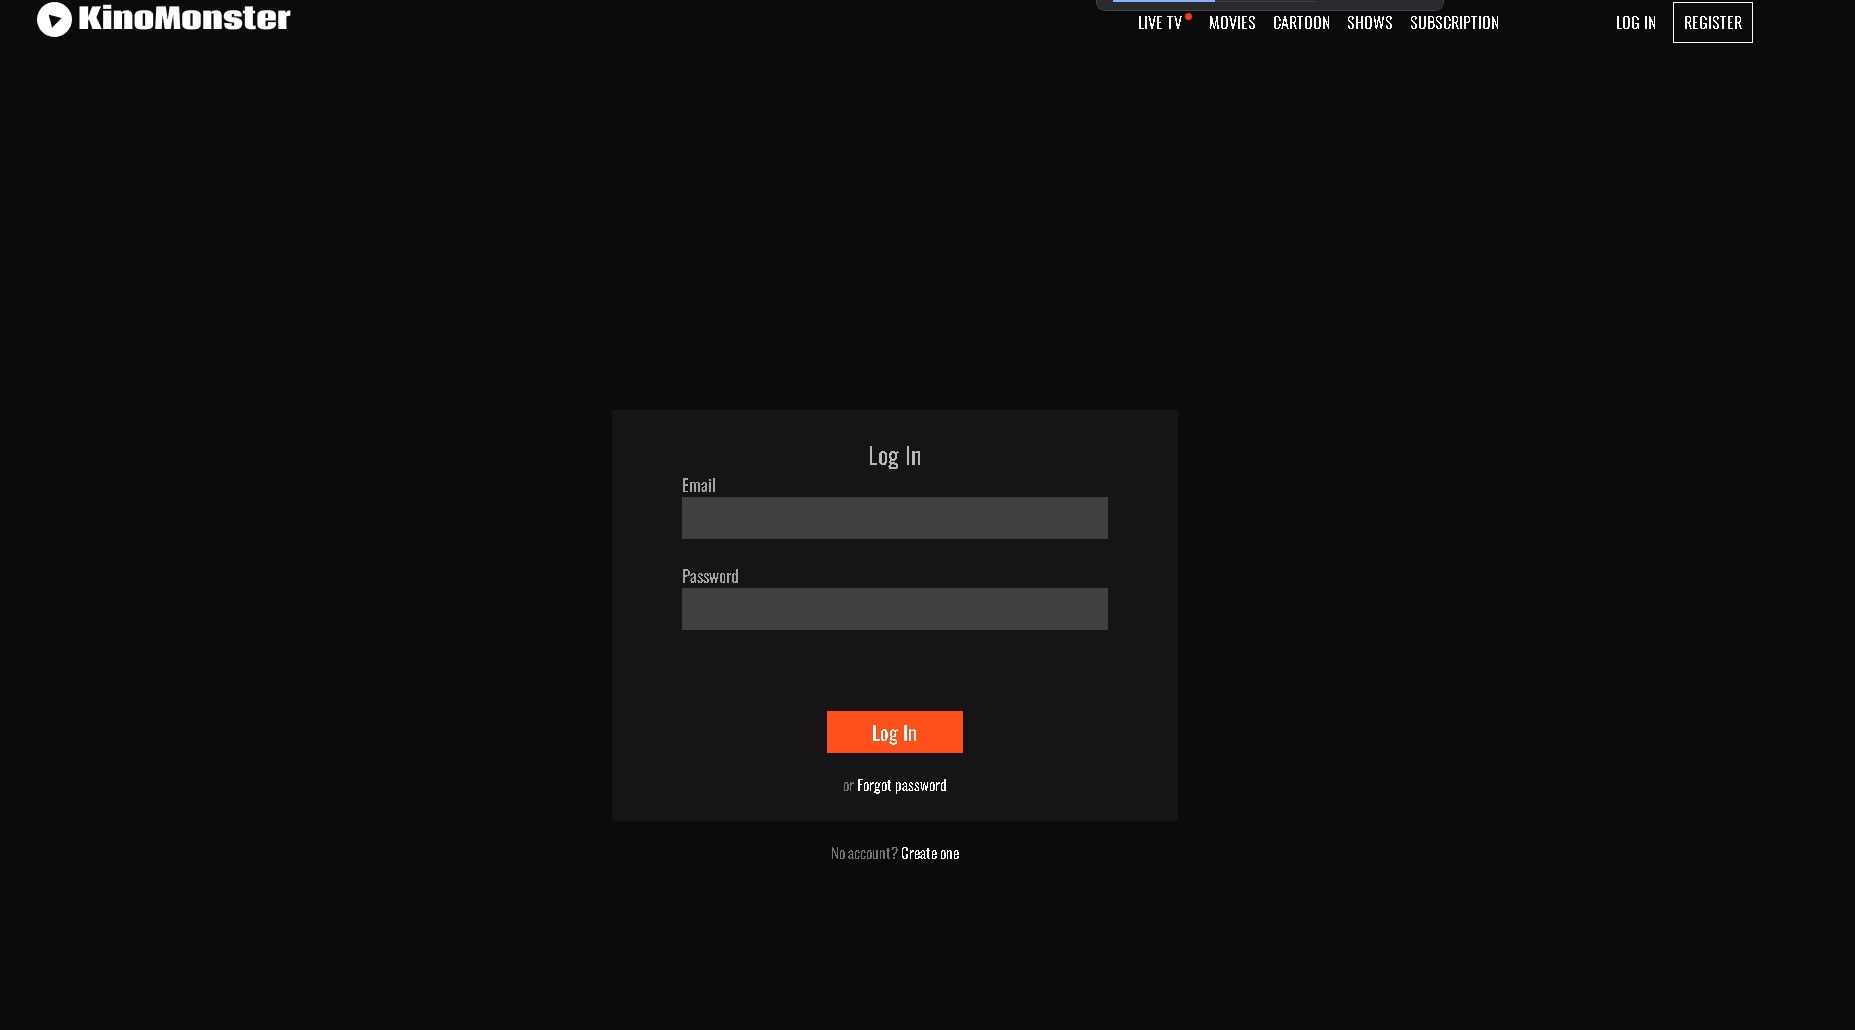 KinoMonster
LIVE TV MOVIES CARTOON SHOWS SUBSCRIPTION LOG IN REGISTER
Log In
Email
Password
Log In
or Forgot password
No account? Create one